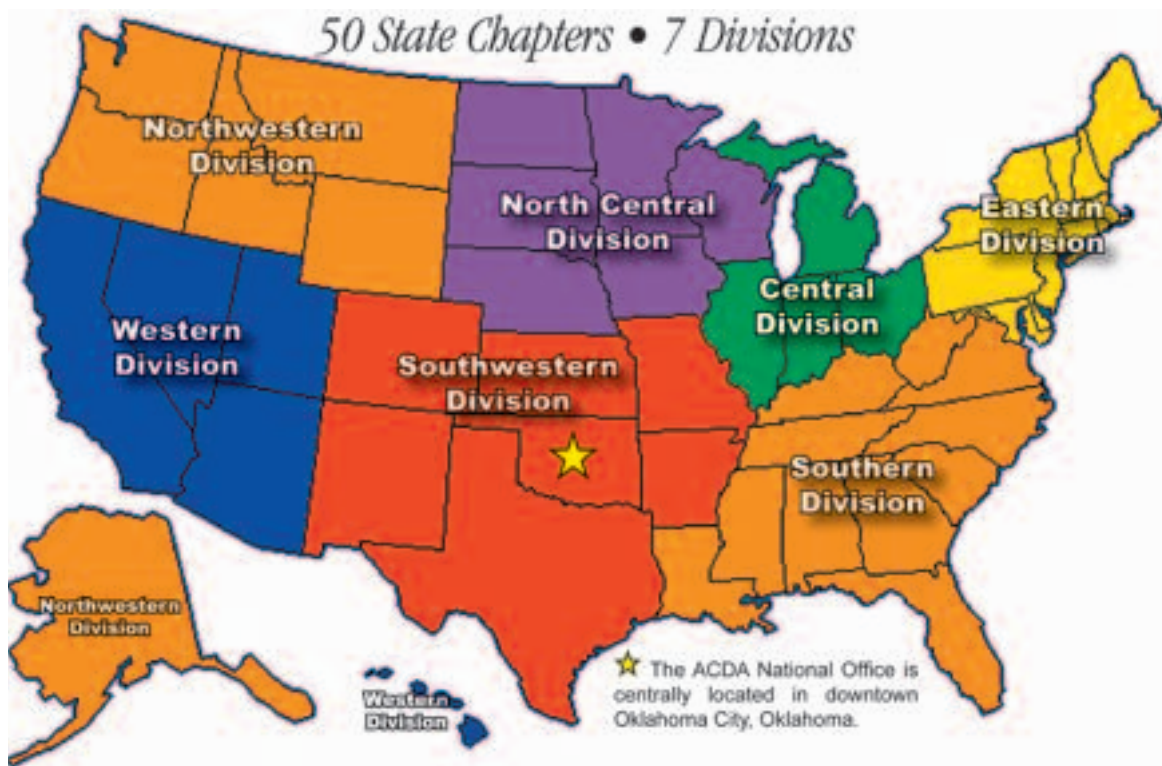 50 State Chapters • 7 Divisions
Northwestern
Division
North Central
Division
Eastern
Division
Central
Division
Western
Division
Southwestern
Division
Southern
Division
Northwestern
Division
Western
Division
The ACDA National Office is
centrally located in downtown
Oklahoma City, Oklahoma.